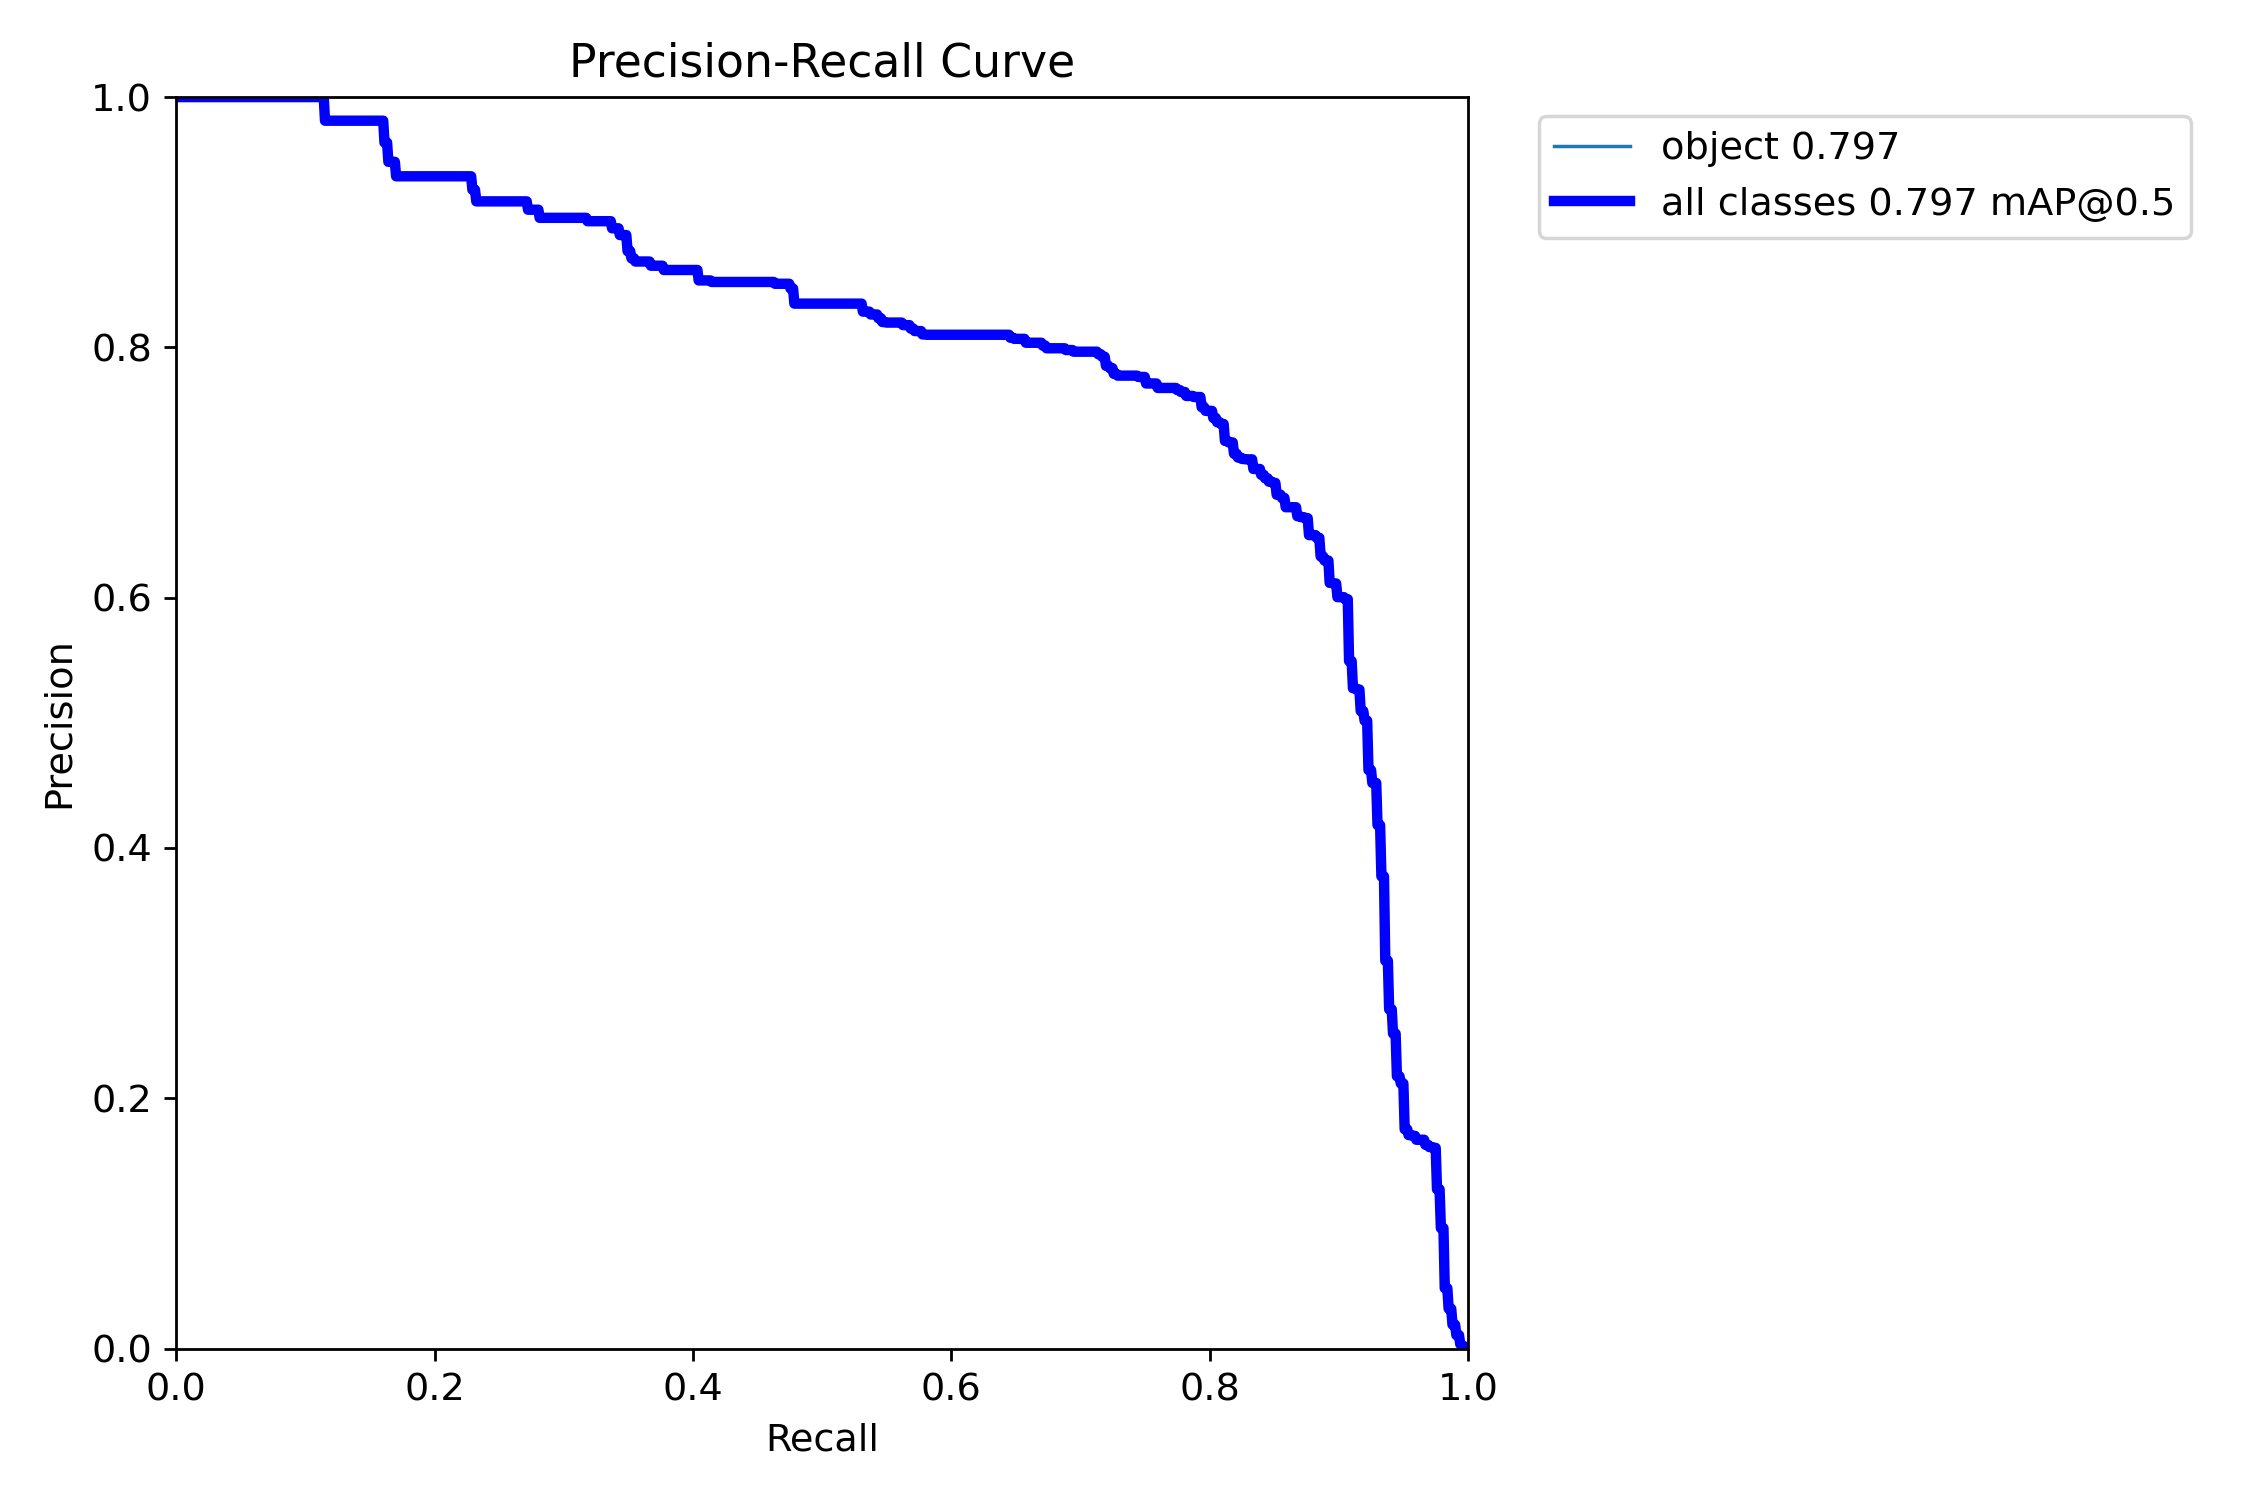 Precision-Recall Curve
1.0
0.8
0.6
0.4
0.2
0.0
Precision
0.0 0.2 0.4 0.6 0.8 1.0
Recall
object 0.797
all classes 0.797 mAP@0.5